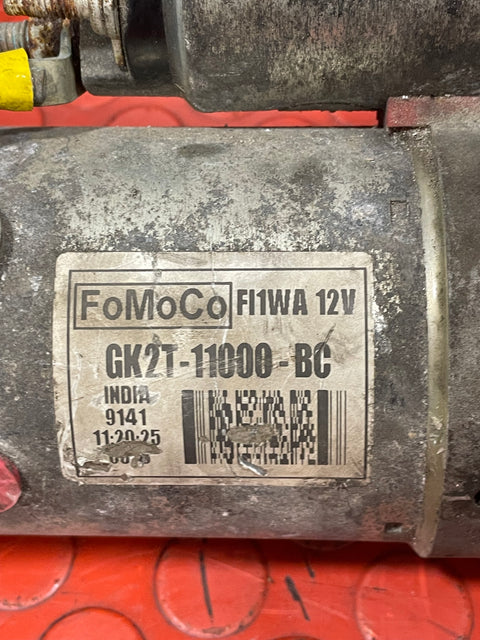 FoMoCo FI1WA 12V
GK2T-11000-BC
INDIA
9141
11:20:25